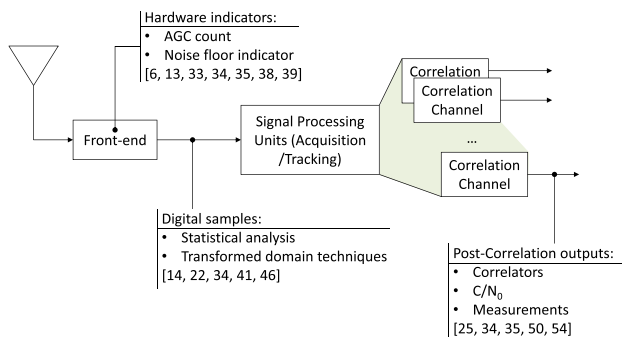 Hardware indicators:
• AGC count
• Noise floor indicator
[6, 13, 33, 34, 35, 38, 39]
Front-end
Signal Processing
Units (Acquisition
/Tracking)
Correlation
Correlation
Channel
...
Correlation
Channel
Digital samples:
• Statistical analysis
• Transformed domain techniques
[14, 22, 34, 41, 46]
Post-Correlation outputs:
• Correlators
• C/N₀
• Measurements
[25, 34, 35, 50, 54]